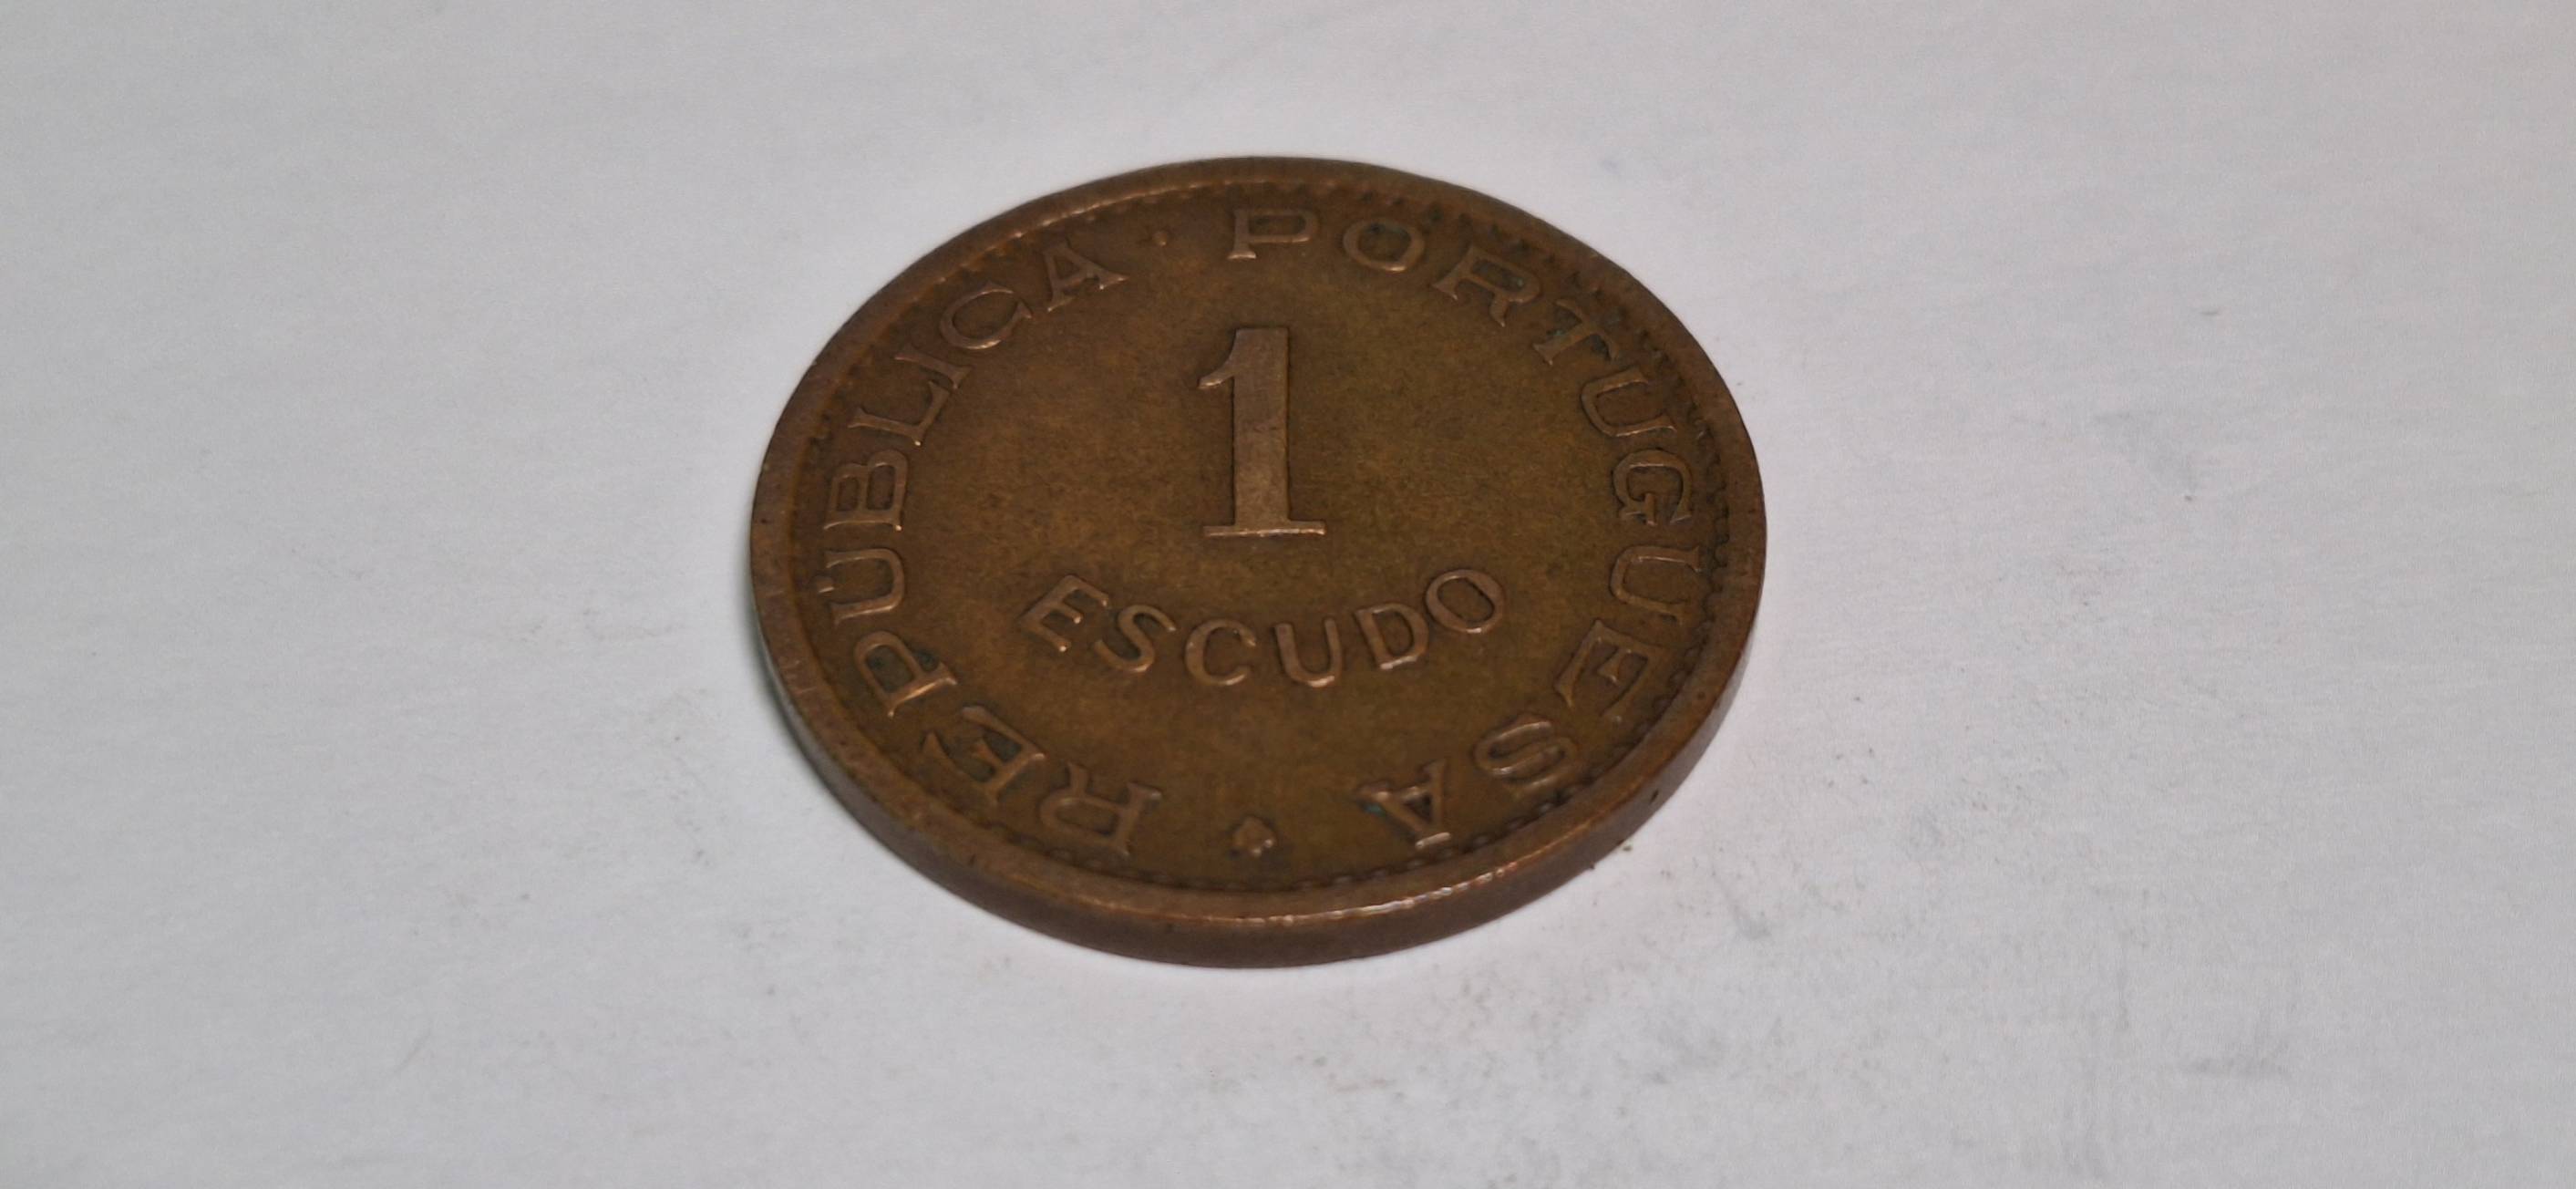 REPÚBLICA · PORTUGUESA
1
ESCUDO